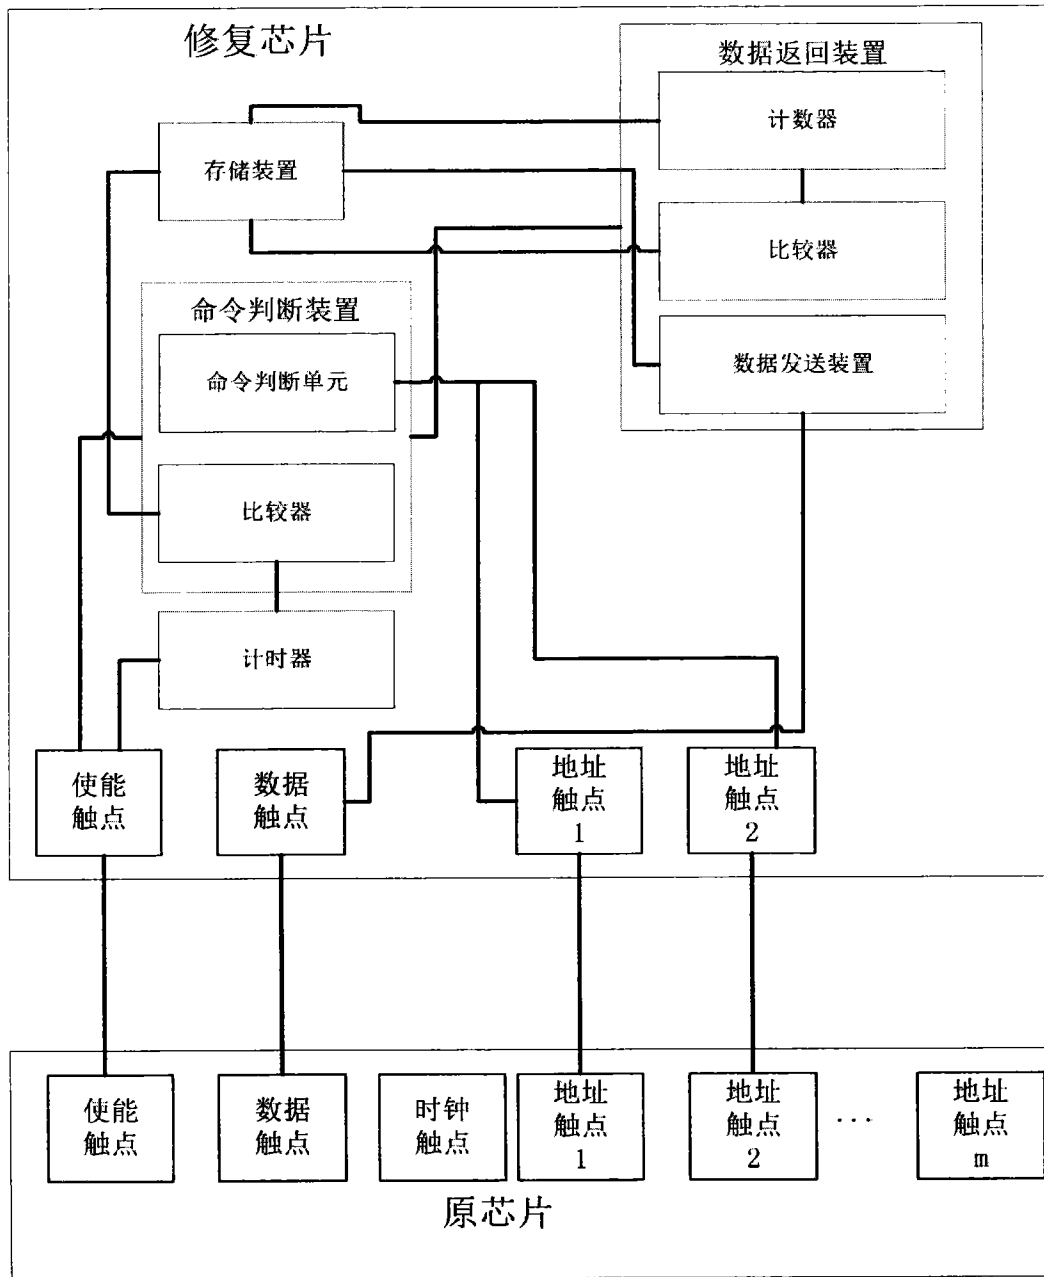 修复芯片
数据返回装置
计数器
存储装置
比较器
命令判断装置
命令判断单元
数据发送装置
比较器
计时器
使能
触点
数据
触点
地址
触点
1
地址
触点
2
使能
触点
数据
触点
时钟
触点
地址
触点
1
地址
触点
2
...
地址
触点
m
原芯片